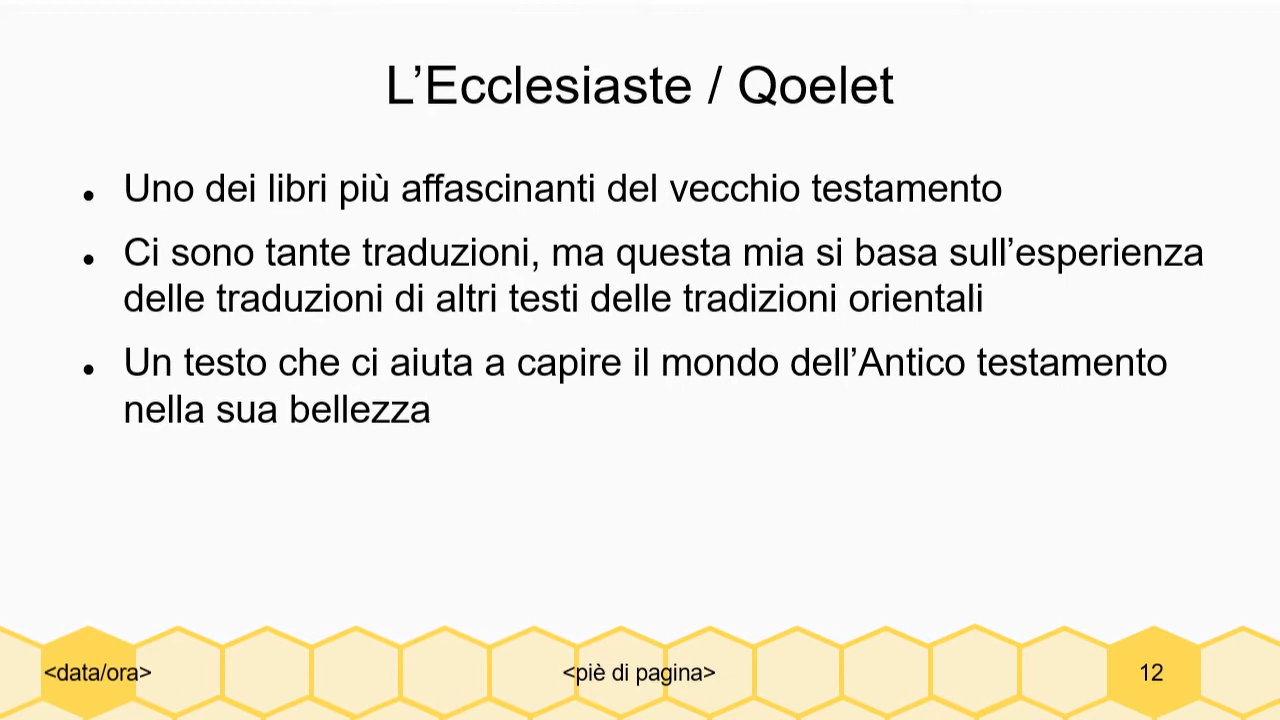 L’Ecclesiaste / Qoelet
● Uno dei libri più affascinanti del vecchio testamento
● Ci sono tante traduzioni, ma questa mia si basa sull’esperienza
delle traduzioni di altri testi delle tradizioni orientali
● Un testo che ci aiuta a capire il mondo dell’Antico testamento
nella sua bellezza
<data/ora> <piè di pagina> 12